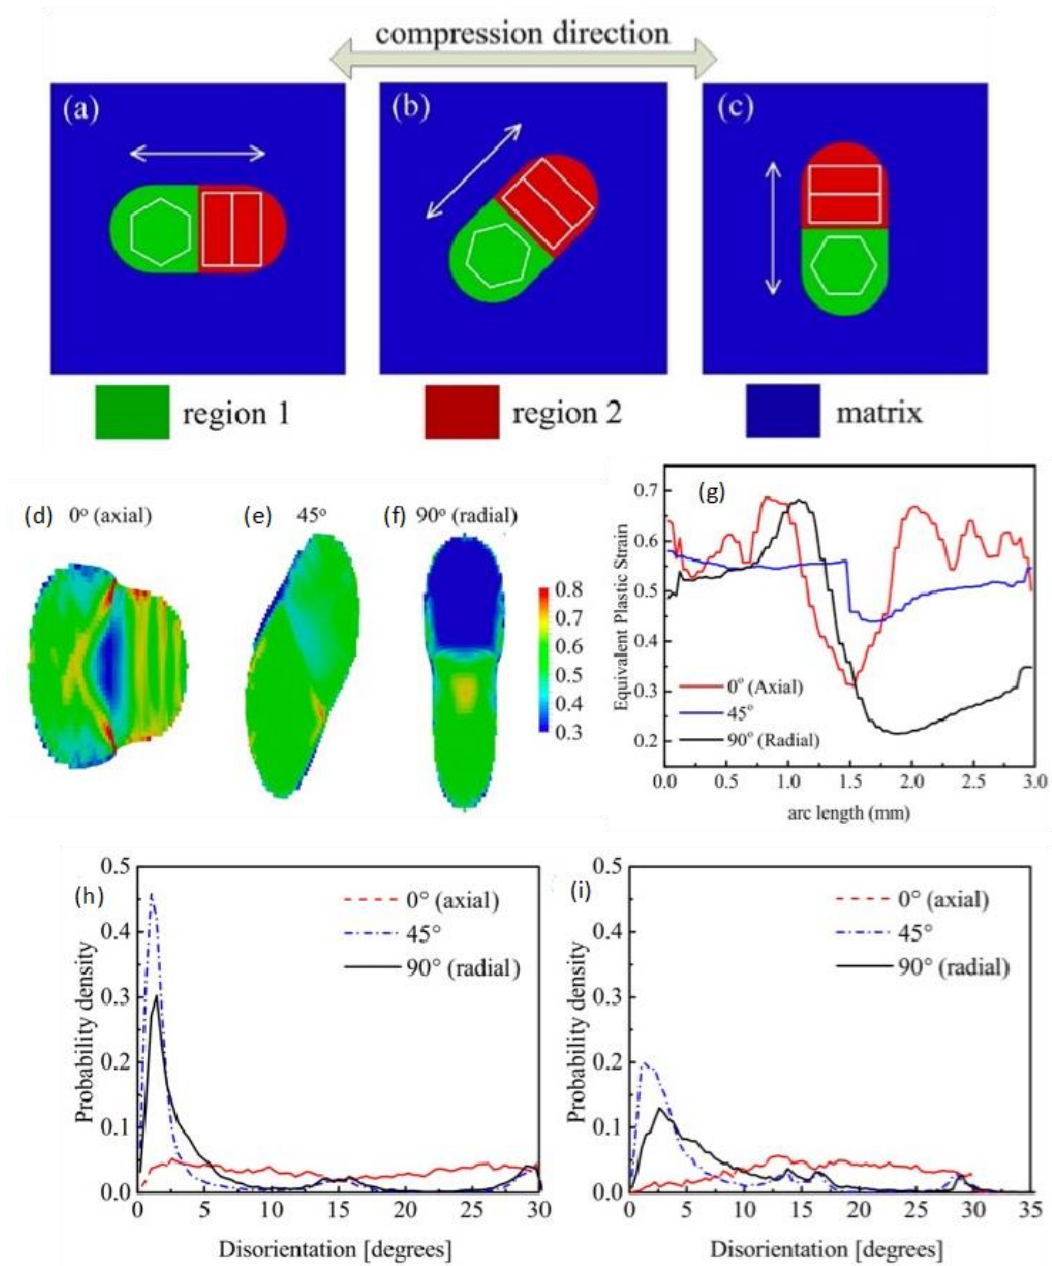 compression direction
(a)
(b)
(c)
region 1
region 2
matrix
(d) 0° (axial)
(e) 45°
(f) 90° (radial)
0.8
0.7
0.6
0.5
0.4
0.3
(g)
Equivalent Plastic Strain
0.7
0.6
0.5
0.4
0.3
0.2
0° (Axial)
45°
90° (Radial)
0.0 0.5 1.0 1.5 2.0 2.5 3.0
arc length (mm)
(h)
Probability density
0.5
0.4
0.3
0.2
0.1
0.0
0° (axial)
45°
90° (radial)
0 5 10 15 20 25 30
Disorientation [degrees]
(i)
Probability density
0.5
0.4
0.3
0.2
0.1
0.0
0° (axial)
45°
90° (radial)
0 5 10 15 20 25 30 35
Disorientation [degrees]